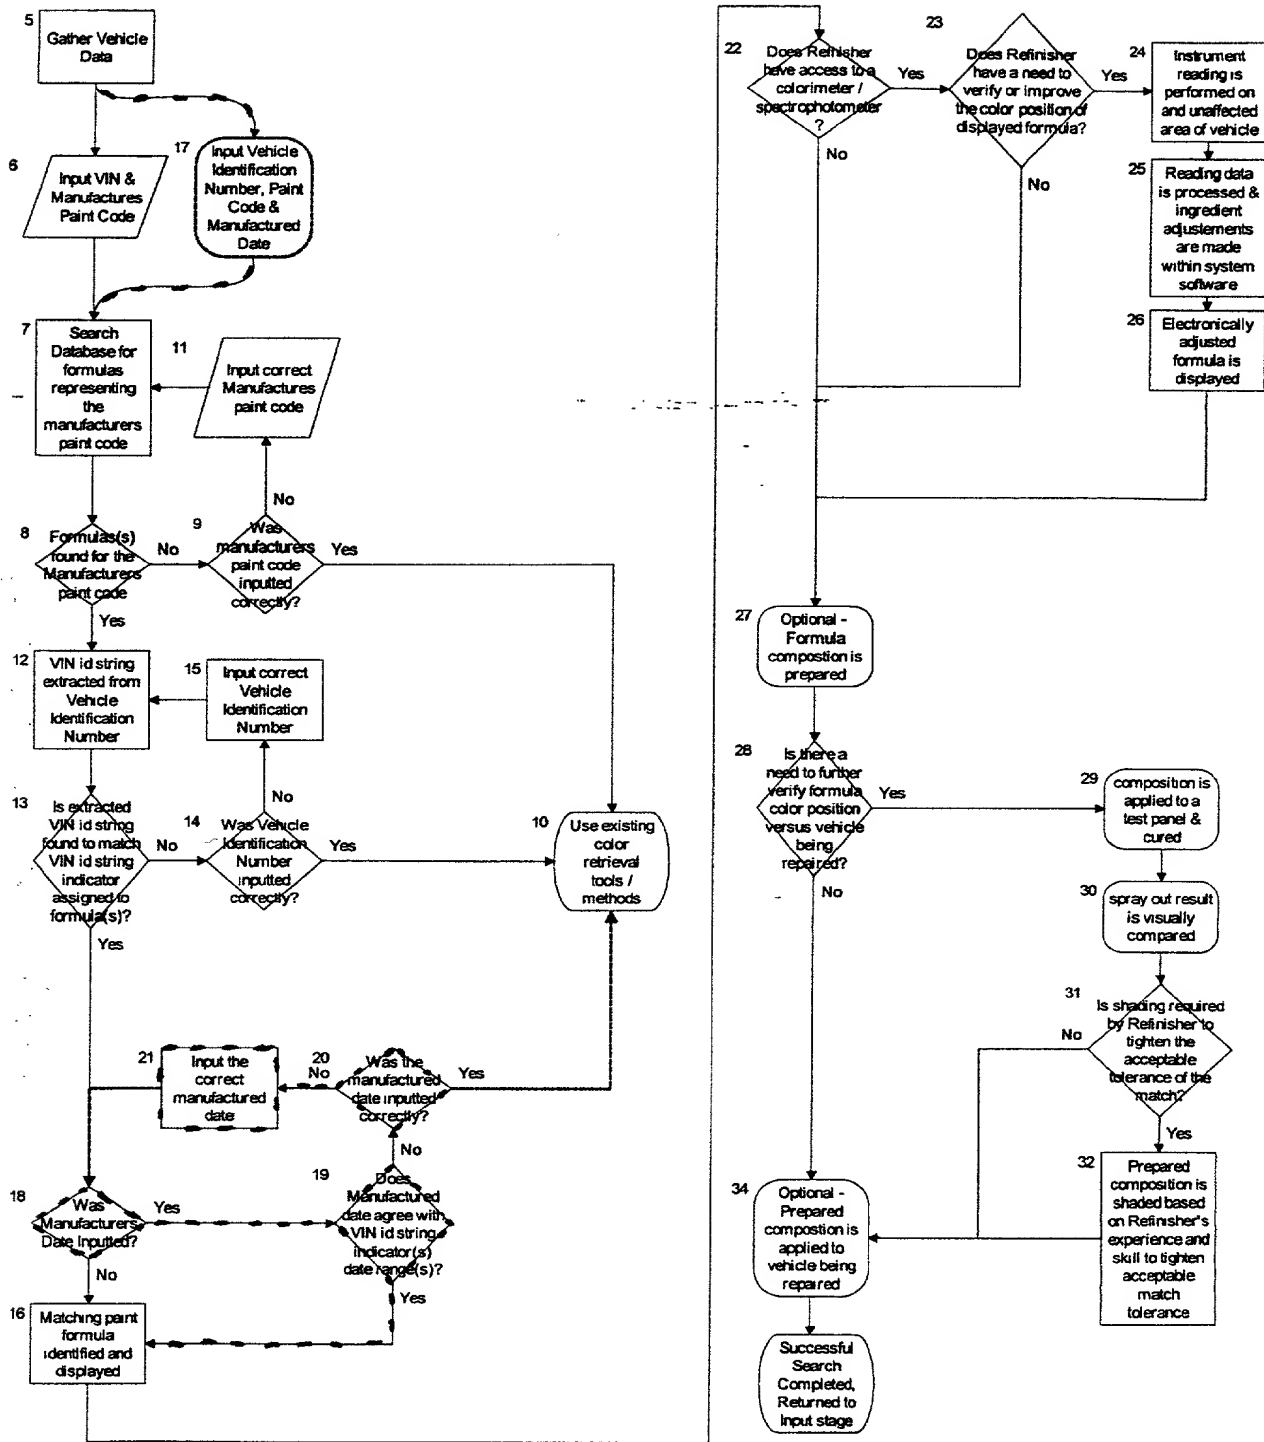 5
Gather Vehicle
Data
6
Input VIN &
Manufactures
Paint Code
17
Input Vehicle
Identification
Number, Paint
Code &
Manufactured
Date
7
Search
Database for
formulas
representing
the
manufacturers
paint code
11
Input correct
Manufactures
paint code
No
8
Formulas(s)
found for the
Manufacturers
paint code
No
9
Was
manufacturers
paint code
inputted
correctly?
Yes
Yes
12
VIN id string
extracted from
Vehicle
Identification
Number
15
Input correct
Vehicle
Identification
Number
No
13
Is extracted
VIN id string
found to match
VIN id string
indicator
assigned to
formula(s)?
No
14
Was Vehicle
Identification
Number
inputted
correctly?
Yes
10
Use existing
color
retrieval
tools /
methods
Yes
21
Input the
correct
manufactured
date
20
No
Was the
manufactured
date inputted
correctly?
Yes
No
18
Was
Manufacturers
Date Inputted?
Yes
19
Does
Manufactured
date agree with
VIN id string
indicator(s)
date range(s)?
No
Yes
16
Matching paint
formula
identified and
displayed
22
Does Refinisher
have access to a
colorimeter /
spectrophotometer
?
Yes
No
23
Does Refinisher
have a need to
verify or improve
the color position of
displayed formula?
Yes
No
24
Instrument
reading is
performed on
and unaffected
area of vehicle
25
Reading data
is processed &
ingredient
adjustements
are made
within system
software
26
Electronically
adjusted
formula is
displayed
27
Optional -
Formula
compostion is
prepared
28
Is there a
need to further
verify formula
color position
versus vehicle
being
repaired?
Yes
No
29
composition is
applied to a
test panel &
cured
30
spray out result
is visually
compared
31
Is shading required
by Refinisher to
tighten the
acceptable
tolerance of the
match?
No
Yes
32
Prepared
composition is
shaded based
on Refinisher's
experience and
skill to tighten
acceptable
match
tolerance
34
Optional -
Prepared
compostion is
applied to
vehicle being
repaired
Successful
Search
Completed,
Returned to
Input stage